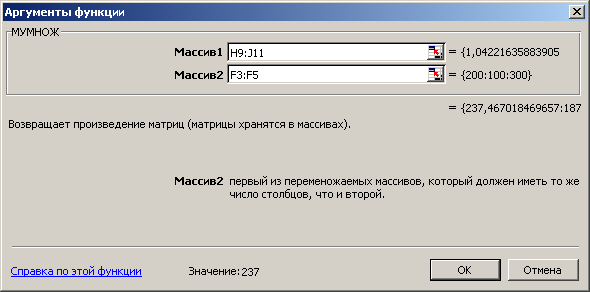 Аргументы функции
МУМНОЖ
Массив1 H9:J11 = {1,04221635883905
Массив2 F3:F5 = {200:100:300}
= {237,467018469657:187
Возвращает произведение матриц (матрицы хранятся в массивах).
Массив2 первый из перемножаемых массивов, который должен иметь то же
число столбцов, что и второй.
Справка по этой функции Значение:237 OK Отмена